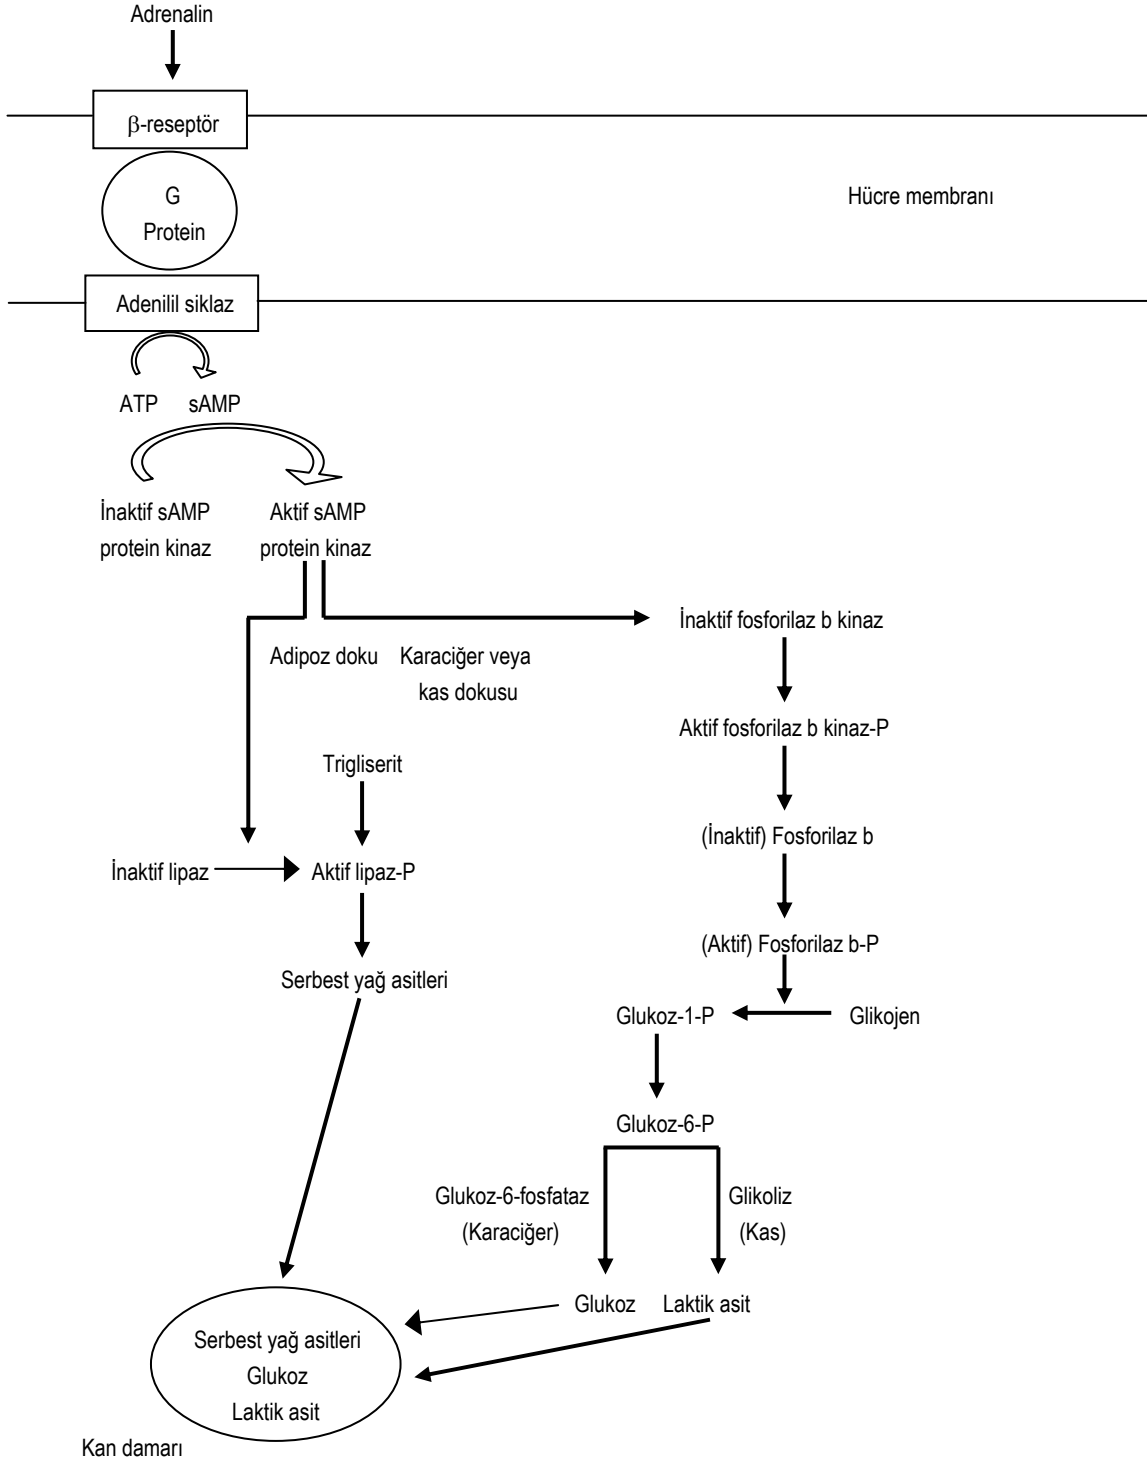 Adrenalin
β-reseptör
G
Protein
Hücre membranı
Adenilil siklaz
ATP sAMP
İnaktif sAMP
protein kinaz
Aktif sAMP
protein kinaz
İnaktif fosforilaz b kinaz
Adipoz doku
Karaciğer veya
kas dokusu
Aktif fosforilaz b kinaz-P
Trigliserit
(İnaktif) Fosforilaz b
İnaktif lipaz
Aktif lipaz-P
(Aktif) Fosforilaz b-P
Serbest yağ asitleri
Glukoz-1-P
Glikojen
Glukoz-6-P
Glukoz-6-fosfataz
(Karaciğer)
Glikoliz
(Kas)
Glukoz
Laktik asit
Serbest yağ asitleri
Glukoz
Laktik asit
Kan damarı